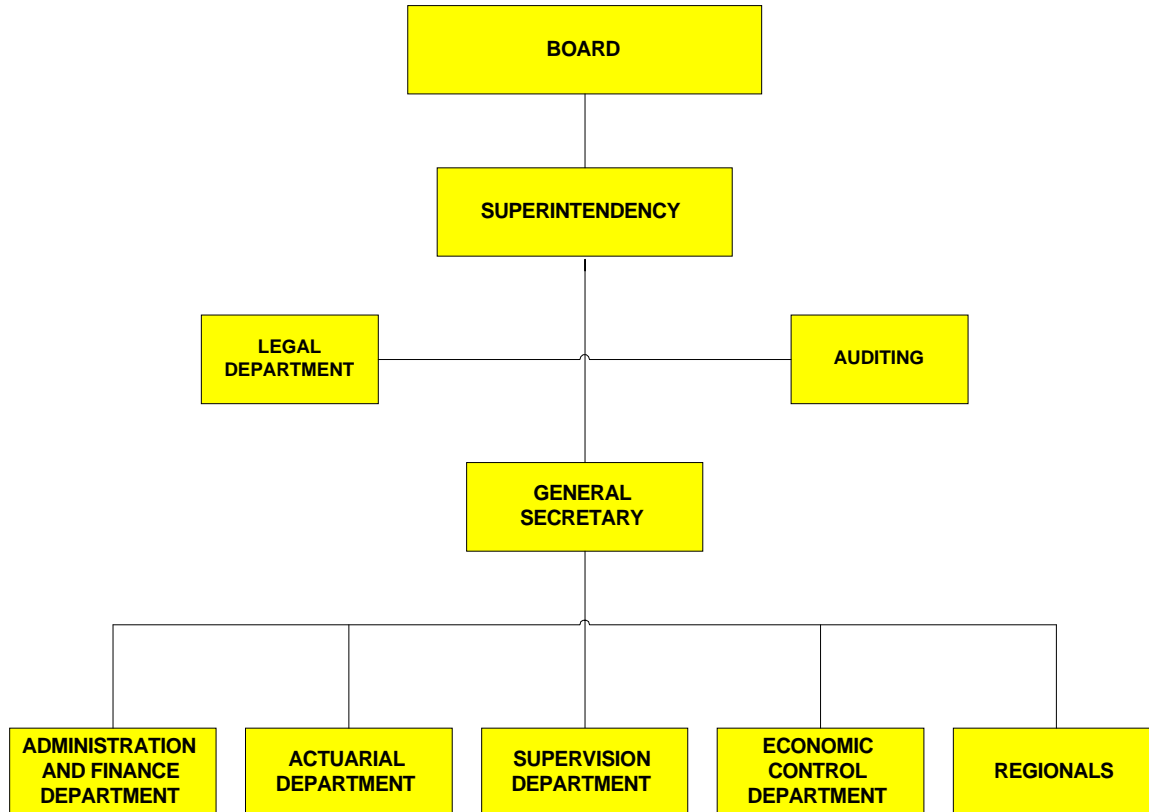 BOARD
SUPERINTENDENCY
LEGAL
DEPARTMENT
AUDITING
GENERAL
SECRETARY
ADMINISTRATION
AND FINANCE
DEPARTMENT
ACTUARIAL
DEPARTMENT
SUPERVISION
DEPARTMENT
ECONOMIC
CONTROL
DEPARTMENT
REGIONALS